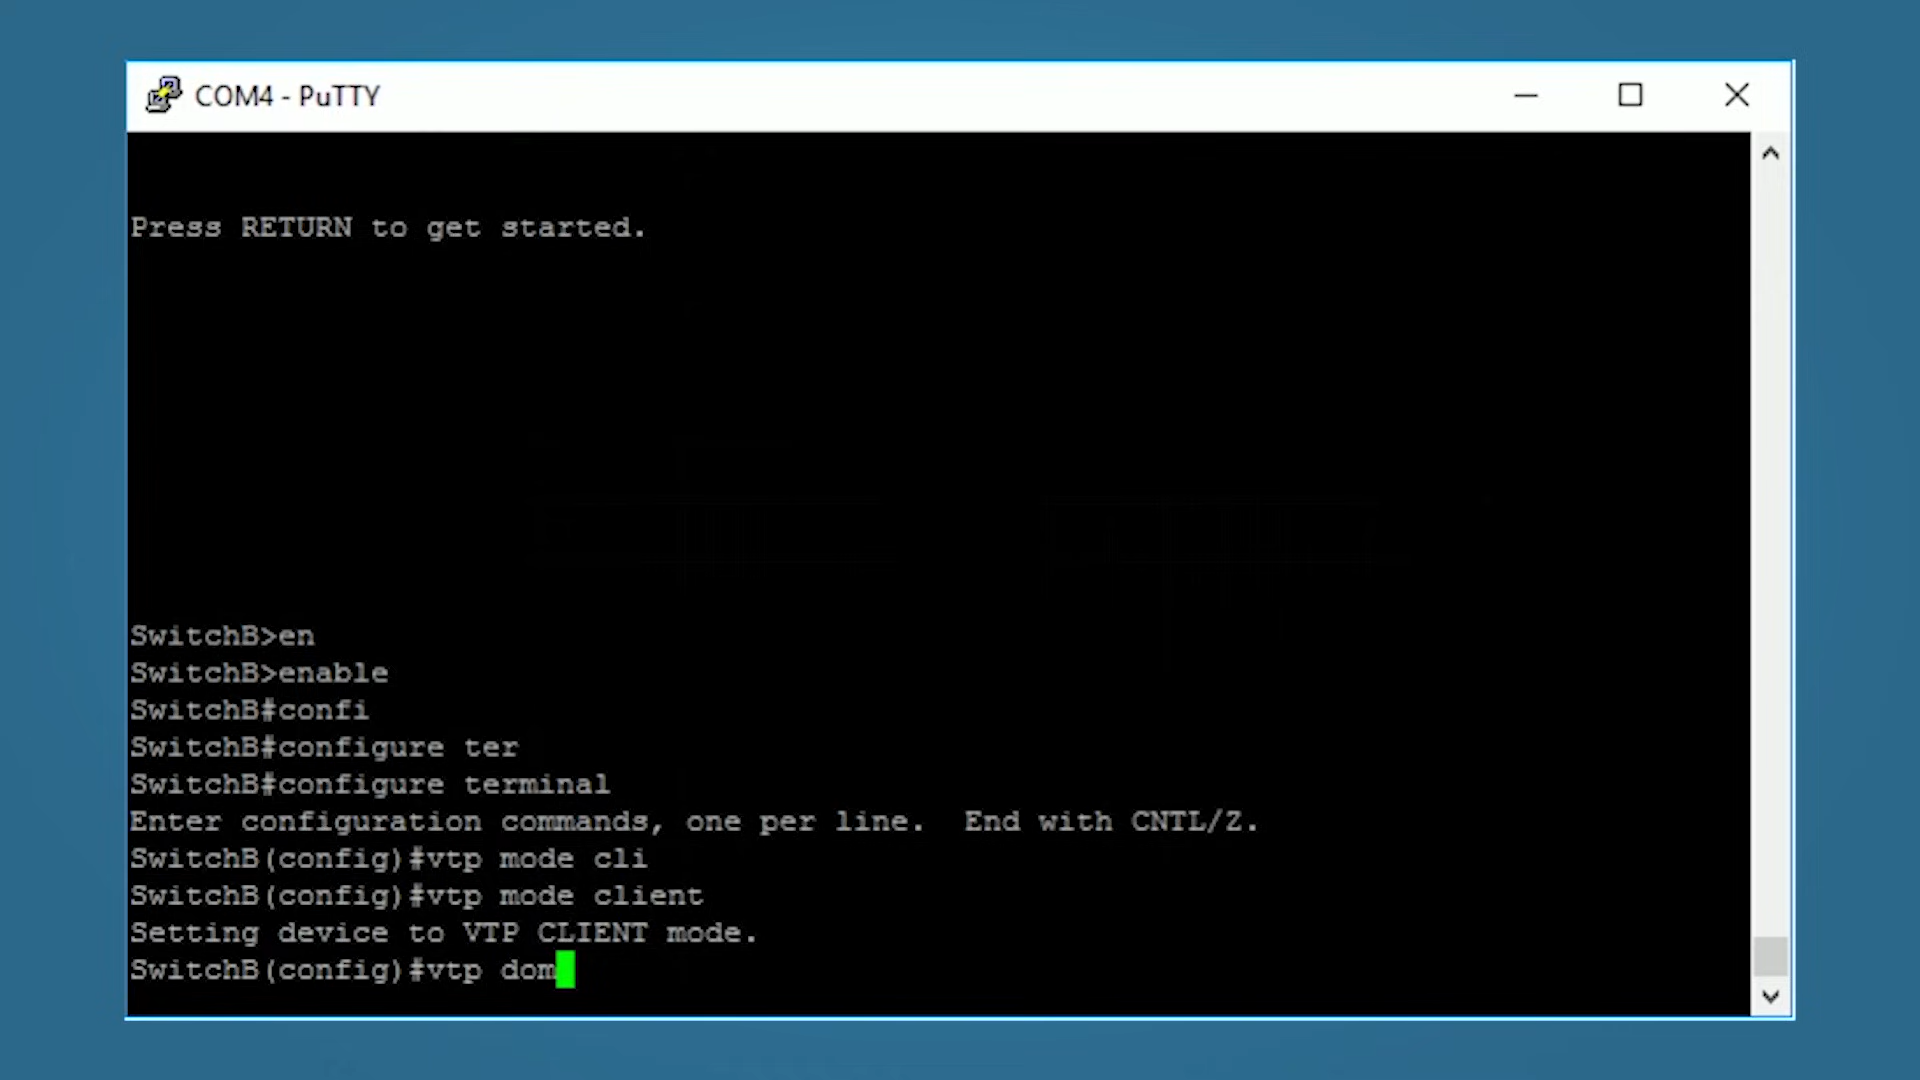 COM4 - PuTTY
Press RETURN to get started.
SwitchB>en
SwitchB>enable
SwitchB#confi
SwitchB#configure ter
SwitchB#configure terminal
Enter configuration commands, one per line.  End with CNTL/Z.
SwitchB(config)#vtp mode cli
SwitchB(config)#vtp mode client
Setting device to VTP CLIENT mode.
SwitchB(config)#vtp dom